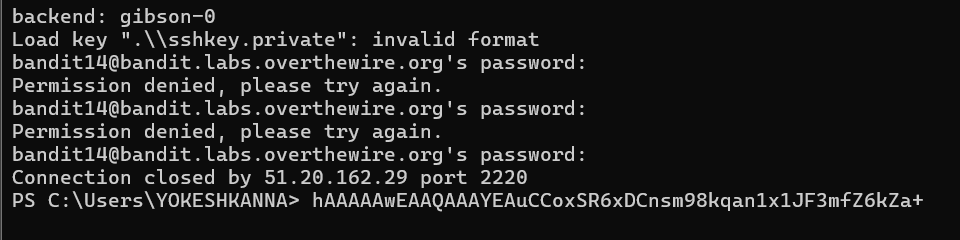 backend: gibson-0
Load key ".\\sshkey.private": invalid format
bandit14@bandit.labs.overthewire.org's password:
Permission denied, please try again.
bandit14@bandit.labs.overthewire.org's password:
Permission denied, please try again.
bandit14@bandit.labs.overthewire.org's password:
Connection closed by 51.20.162.29 port 2220
PS C:\Users\YOKESHKANNA> hAAAAAwEAAQAAAYEAuCCoxSR6xDCnsm98kqan1x1JF3mfZ6kZa+